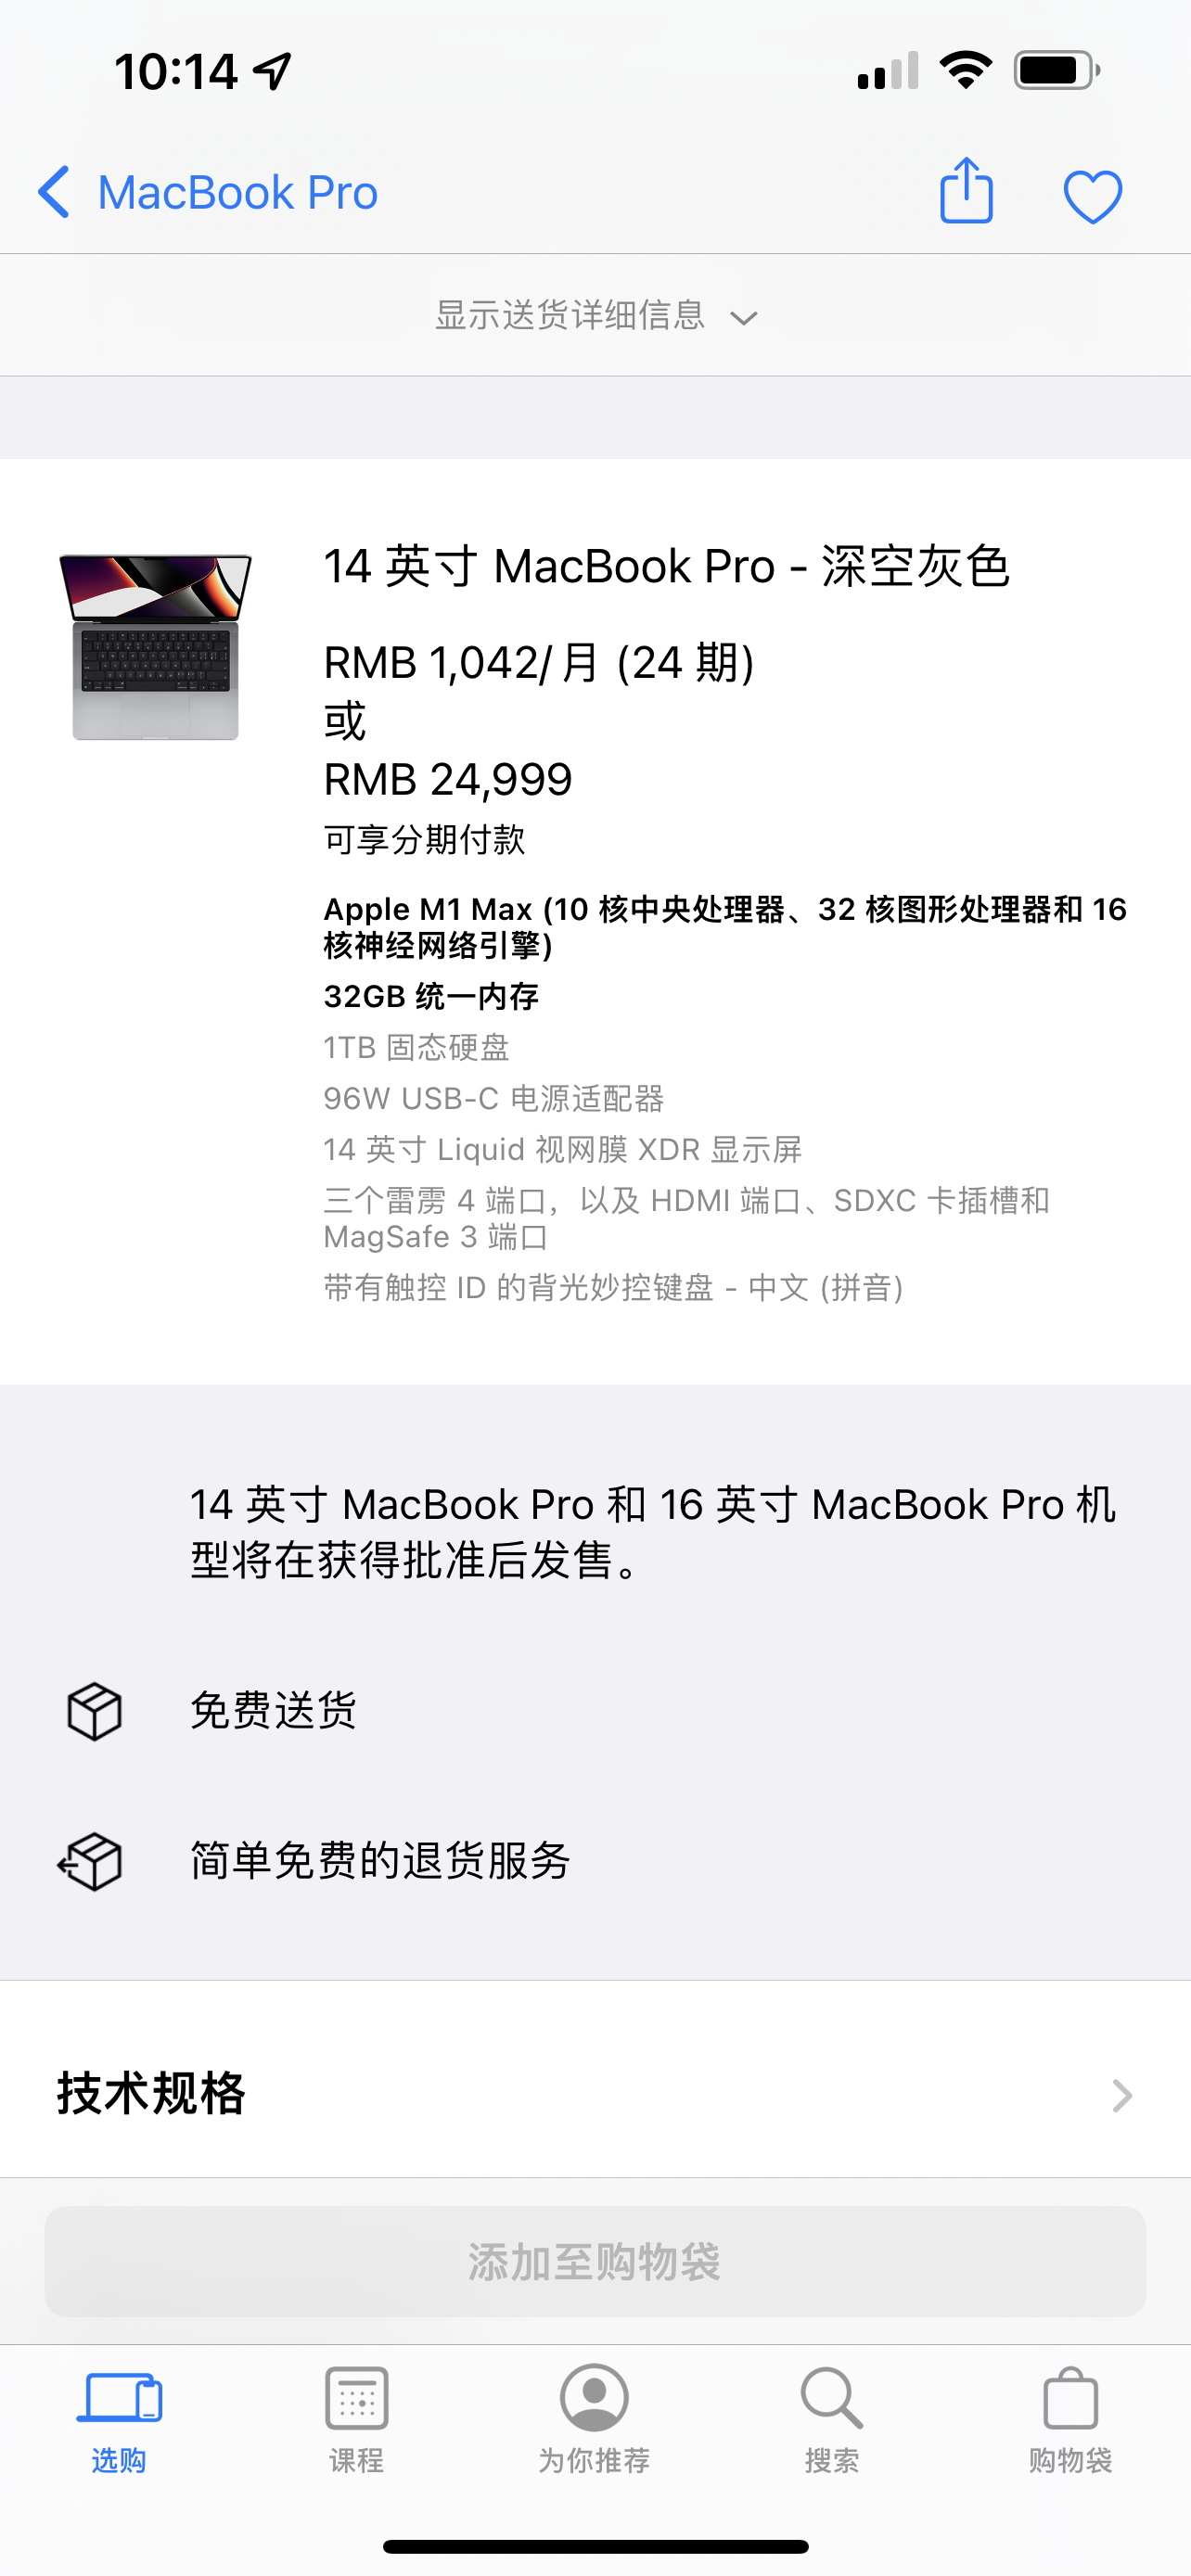 10:14
MacBook Pro
显示送货详细信息
14 英寸 MacBook Pro - 深空灰色
RMB 1,042/月 (24 期)
或
RMB 24,999
可享分期付款
Apple M1 Max (10 核中央处理器、32 核图形处理器和 16
核神经网络引擎)
32GB 统一内存
1TB 固态硬盘
96W USB-C 电源适配器
14 英寸 Liquid 视网膜 XDR 显示屏
三个雷雳 4 端口，以及 HDMI 端口、SDXC 卡插槽和
MagSafe 3 端口
带有触控 ID 的背光妙控键盘 - 中文 (拼音)
14 英寸 MacBook Pro 和 16 英寸 MacBook Pro 机
型将在获得批准后发售。
免费送货
简单免费的退货服务
技术规格
添加至购物袋
选购
课程
为你推荐
搜索
购物袋